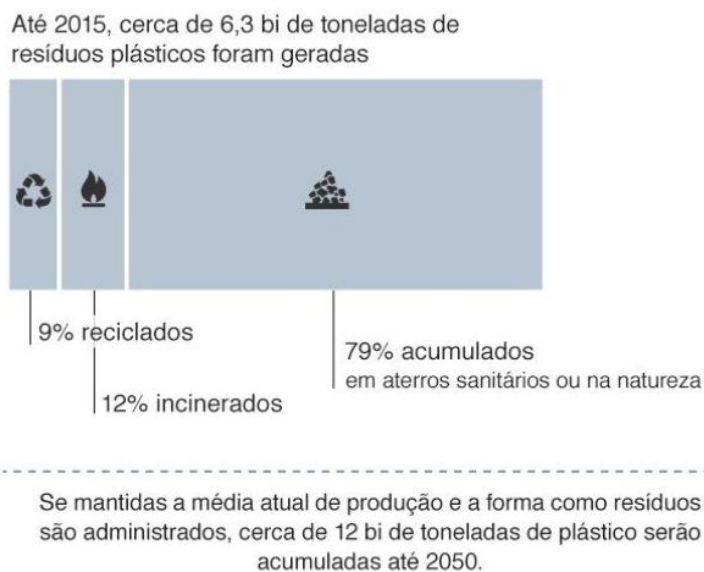 Até 2015, cerca de 6,3 bi de toneladas de
resíduos plásticos foram geradas
9% reciclados
79% acumulados
em aterros sanitários ou na natureza
12% incinerados
Se mantidas a média atual de produção e a forma como resíduos
são administrados, cerca de 12 bi de toneladas de plástico serão
acumuladas até 2050.